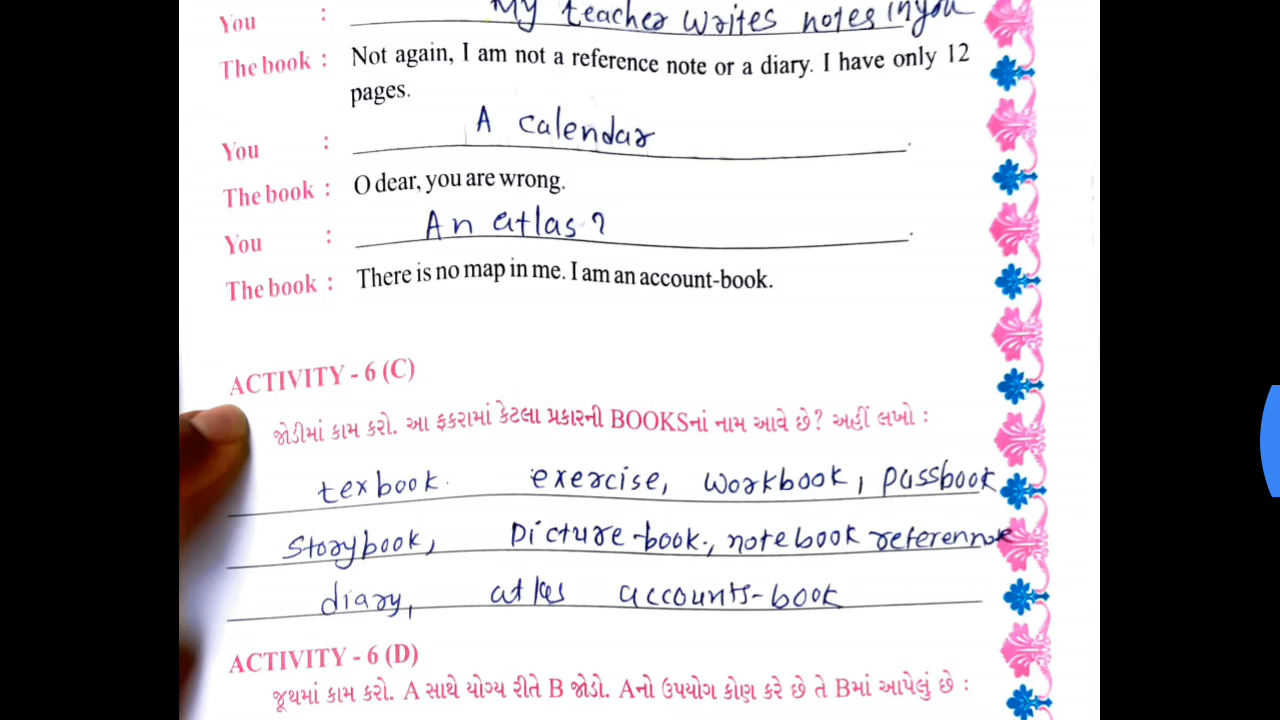 You : My teacher writes notes in you
The book : Not again, I am not a reference note or a diary. I have only 12
pages.
You : A calendar .
The book : O dear, you are wrong.
You : An atlas ? .
The book : There is no map in me. I am an account-book.
ACTIVITY - 6 (C)
જોડીમાં કામ કરો. આ ફકરામાં કેટલા પ્રકારની BOOKSનાં નામ આવે છે? અહીં લખો :
texbook. exercise, workbook, passbook
storybook, Picture-book, notebook
diary, atlas accounts-book
ACTIVITY - 6 (D)
જૂથમાં કામ કરો. A સાથે યોગ્ય રીતે B જોડો. Aનો ઉપયોગ કોણ કરે છે તે Bમાં આપેલું છે :